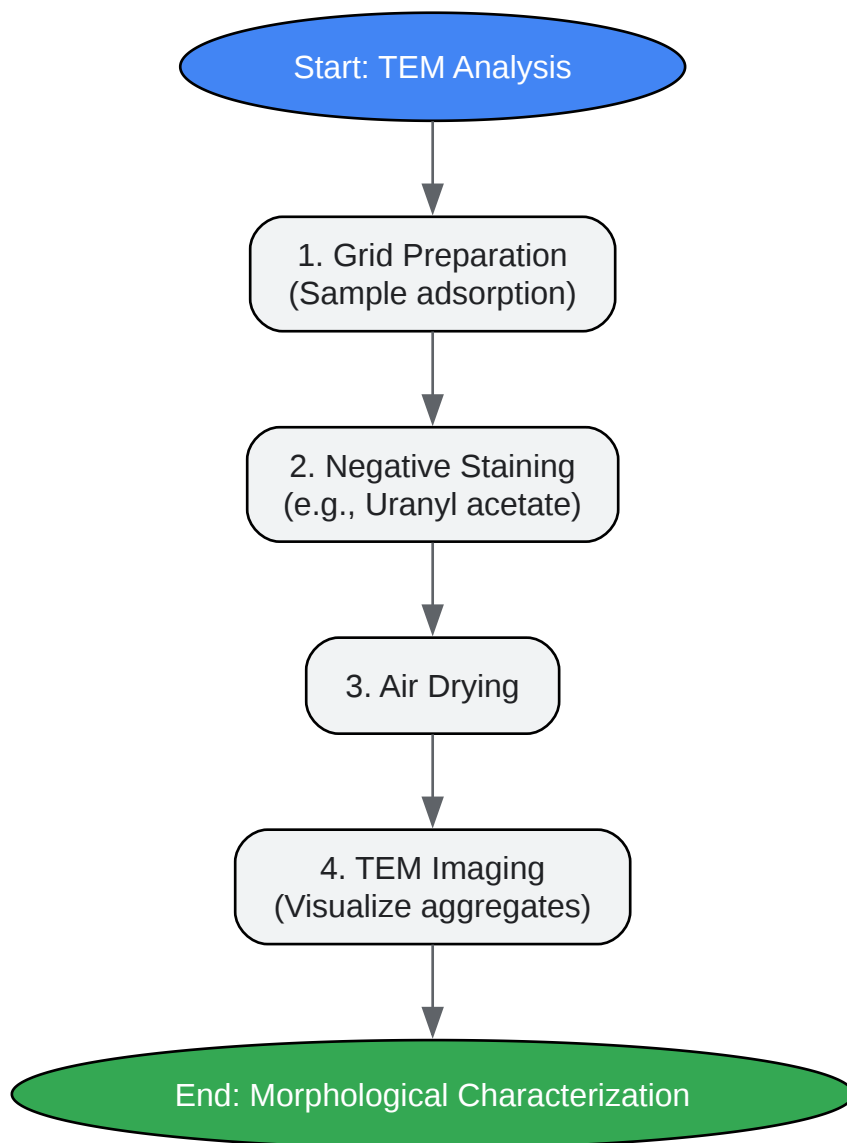 Start: TEM Analysis
1. Grid Preparation
(Sample adsorption)
2. Negative Staining
(e.g., Uranyl acetate)
3. Air Drying
4. TEM Imaging
(Visualize aggregates)
End: Morphological Characterization